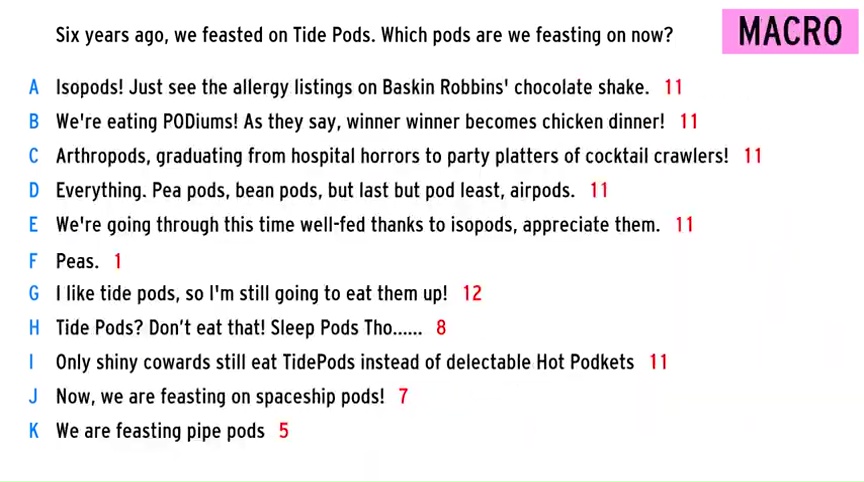 Six years ago, we feasted on Tide Pods. Which pods are we feasting on now?
MACRO
A Isopods! Just see the allergy listings on Baskin Robbins' chocolate shake. 11
B We're eating PODiums! As they say, winner winner becomes chicken dinner! 11
C Arthropods, graduating from hospital horrors to party platters of cocktail crawlers! 11
D Everything. Pea pods, bean pods, but last but pod least, airpods. 11
E We're going through this time well-fed thanks to isopods, appreciate them. 11
F Peas. 1
G I like tide pods, so I'm still going to eat them up! 12
H Tide Pods? Don’t eat that! Sleep Pods Tho...... 8
I Only shiny cowards still eat TidePods instead of delectable Hot Podkets 11
J Now, we are feasting on spaceship pods! 7
K We are feasting pipe pods 5